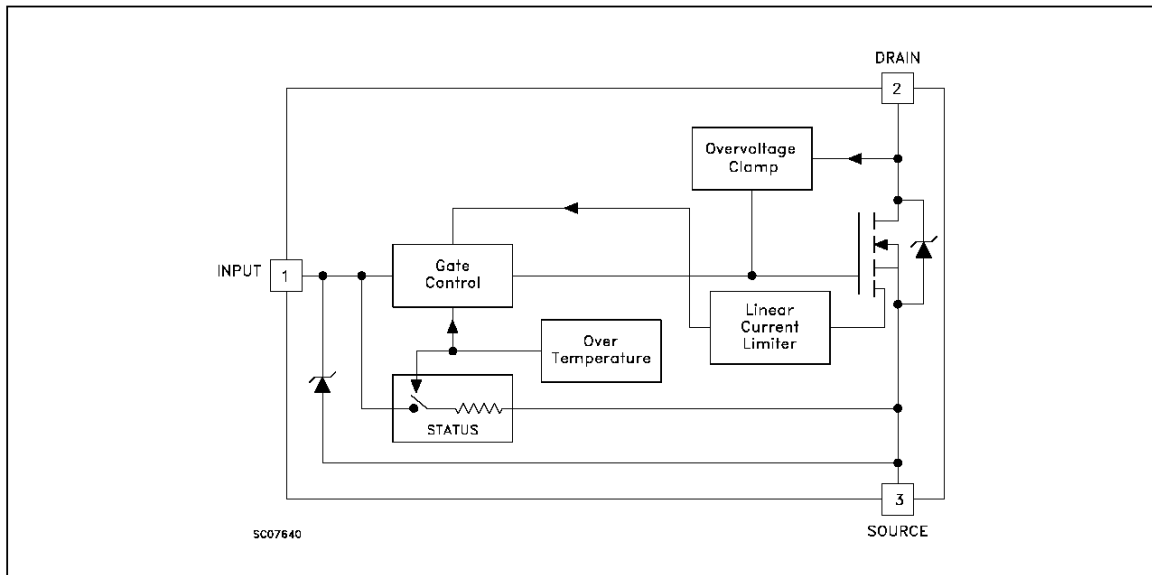 DRAIN
2
Overvoltage
Clamp
INPUT
1
Gate
Control
Linear
Current
Limiter
Over
Temperature
STATUS
3
SOURCE
SC07640